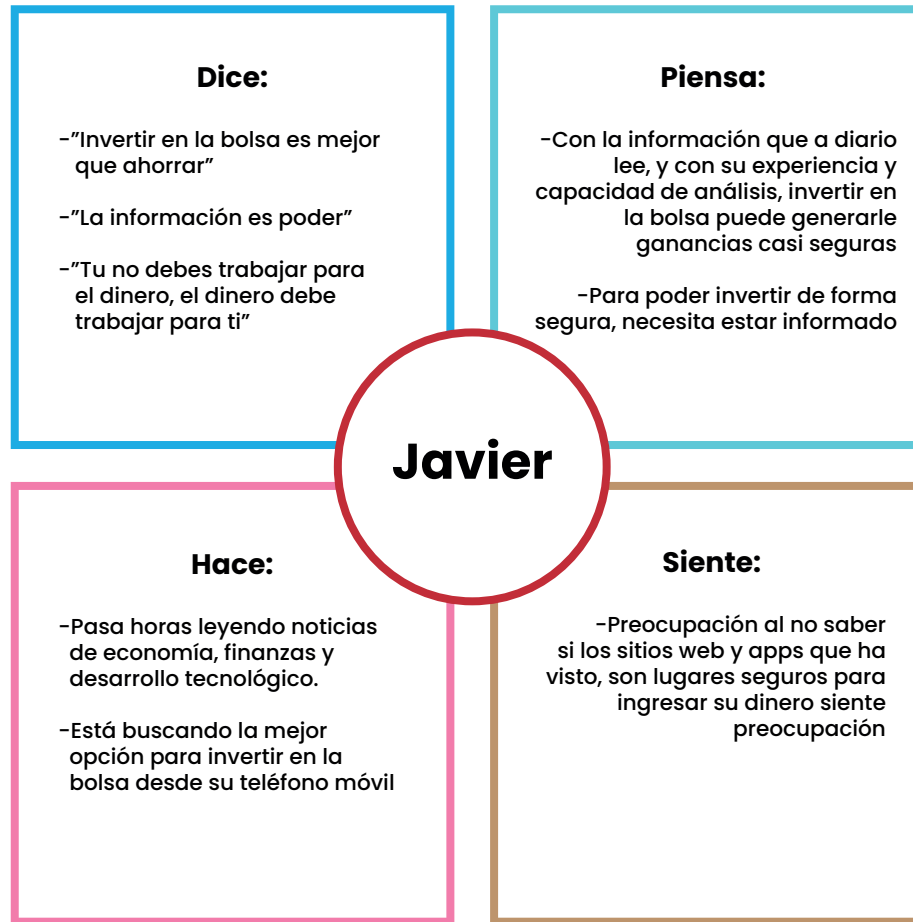 Dice:
-”Invertir en la bolsa es mejor
que ahorrar”
-”La información es poder”
-”Tu no debes trabajar para
el dinero, el dinero debe
trabajar para ti”
Piensa:
-Con la información que a diario
lee, y con su experiencia y
capacidad de análisis, invertir en
la bolsa puede generarle
ganancias casi seguras
-Para poder invertir de forma
segura, necesita estar informado
Javier
Hace:
-Pasa horas leyendo noticias
de economía, finanzas y
desarrollo tecnológico.
-Está buscando la mejor
opción para invertir en la
bolsa desde su teléfono móvil
Siente:
-Preocupación al no saber
si los sitios web y apps que ha
visto, son lugares seguros para
ingresar su dinero siente
preocupación